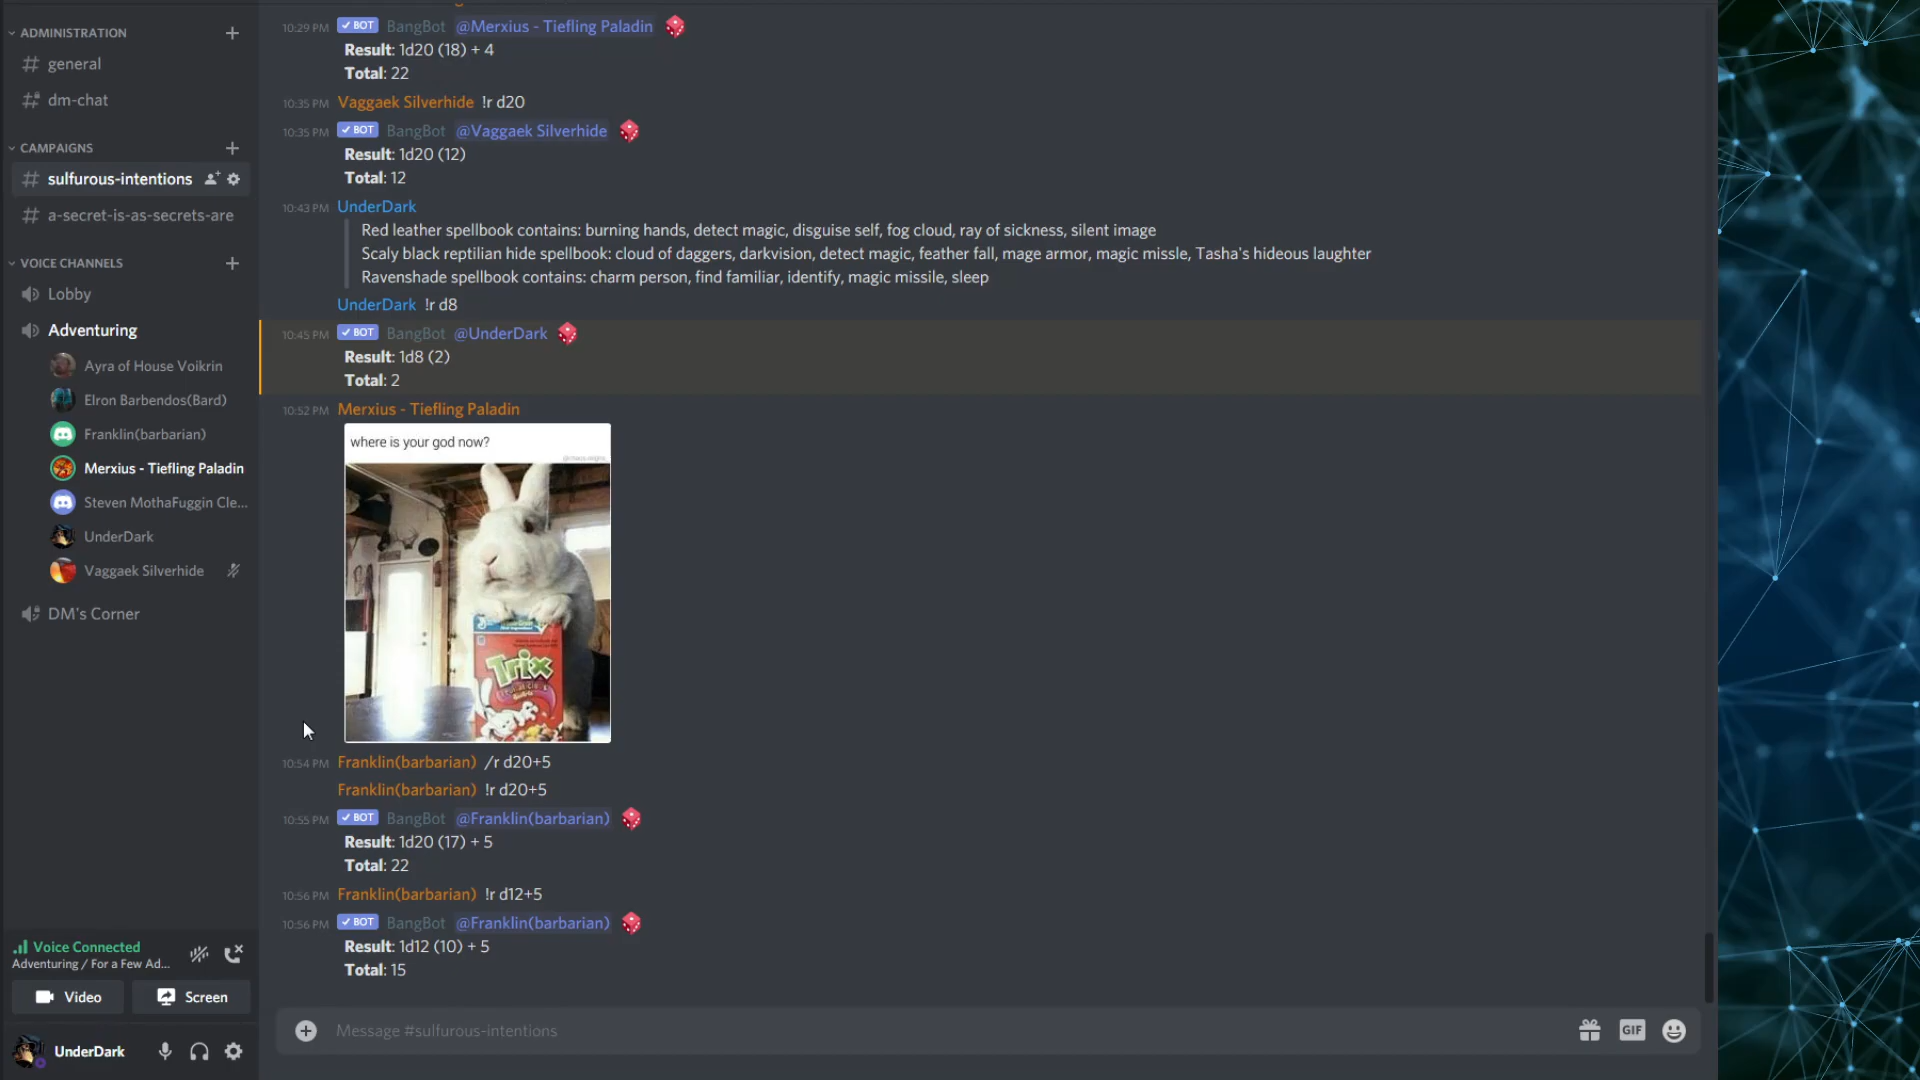 ADMINISTRATION
general
dm-chat
CAMPAIGNS
sulfurous-intentions
a-secret-is-as-secrets-are
VOICE CHANNELS
Lobby
Adventuring
Ayra of House Voikrin
Elron Barbendos(Bard)
Franklin(barbarian)
Merxius - Tiefling Paladin
Steven MothaFuggin Cle...
UnderDark
Vaggaek Silverhide
DM's Corner
Voice Connected
Adventuring / For a Few Ad...
Video Screen
UnderDark
10:29 PM BOT BangBot @Merxius - Tiefling Paladin
Result: 1d20 (18) + 4
Total: 22
10:35 PM Vaggaek Silverhide !r d20
10:35 PM BOT BangBot @Vaggaek Silverhide
Result: 1d20 (12)
Total: 12
10:43 PM UnderDark
Red leather spellbook contains: burning hands, detect magic, disguise self, fog cloud, ray of sickness, silent image
Scaly black reptilian hide spellbook: cloud of daggers, darkvision, detect magic, feather fall, mage armor, magic missle, Tasha's hideous laughter
Ravenshade spellbook contains: charm person, find familiar, identify, magic missile, sleep
UnderDark !r d8
10:45 PM BOT BangBot @UnderDark
Result: 1d8 (2)
Total: 2
10:52 PM Merxius - Tiefling Paladin
where is your god now?
Trix
10:54 PM Franklin(barbarian) /r d20+5
Franklin(barbarian) !r d20+5
10:55 PM BOT BangBot @Franklin(barbarian)
Result: 1d20 (17) + 5
Total: 22
10:56 PM Franklin(barbarian) !r d12+5
10:56 PM BOT BangBot @Franklin(barbarian)
Result: 1d12 (10) + 5
Total: 15
Message #sulfurous-intentions
GIF